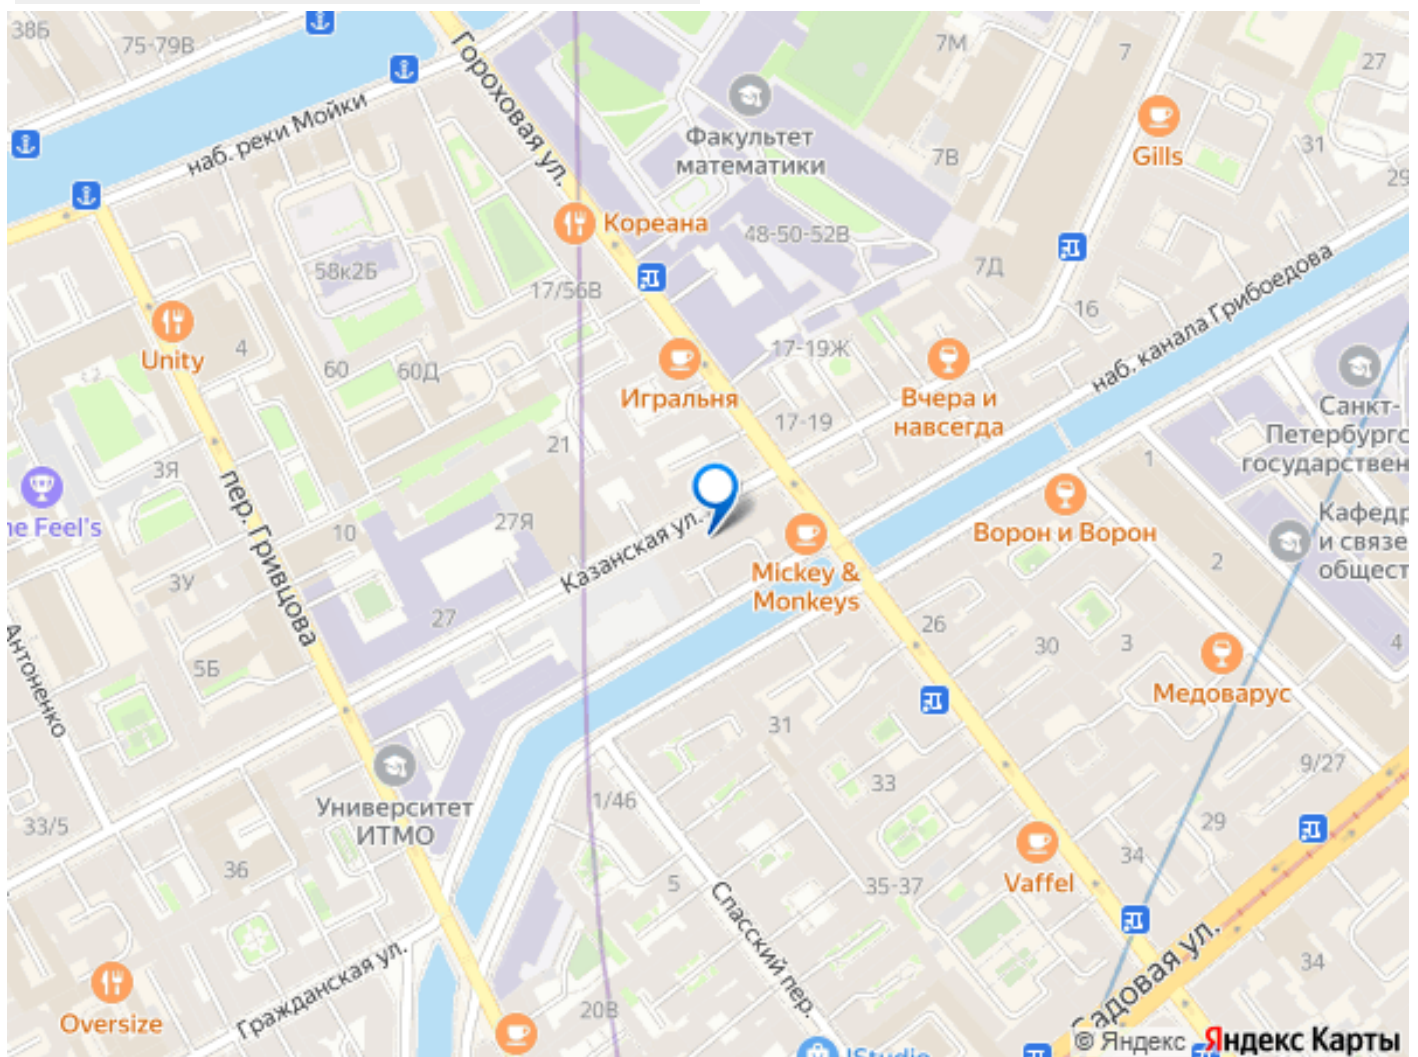 38Б
75-79В
Гороховая ул.
7М
7
27
наб. реки Мойки
Факультет
математики
7В
Gills
31
29
Кореана
48-50-52В
7Д
58к2Б
17/56В
16
наб. канала Грибоедова
Unity
4
60
60Д
Игральня
17-19Ж
Вчера и
навсегда
17-19
Санкт-
Петербургс
государствен
21
3Я
1
пер. Гривцова
10
27Я
Казанская ул.
ne Feel's
Ворон и Ворон
Кафедр
и связе
общест
2
3У
Mickey &
Monkeys
27
26
30
3
4
Антоненко
5Б
Медоварус
31
9/27
33
Университет
ИТМО
1/46
29
33/5
34
36
5
35-37
Vaffel
Спасский пер.
Садовая ул.
34
Гражданская ул.
Oversize
20В
© Яндекс Яндекс Карты